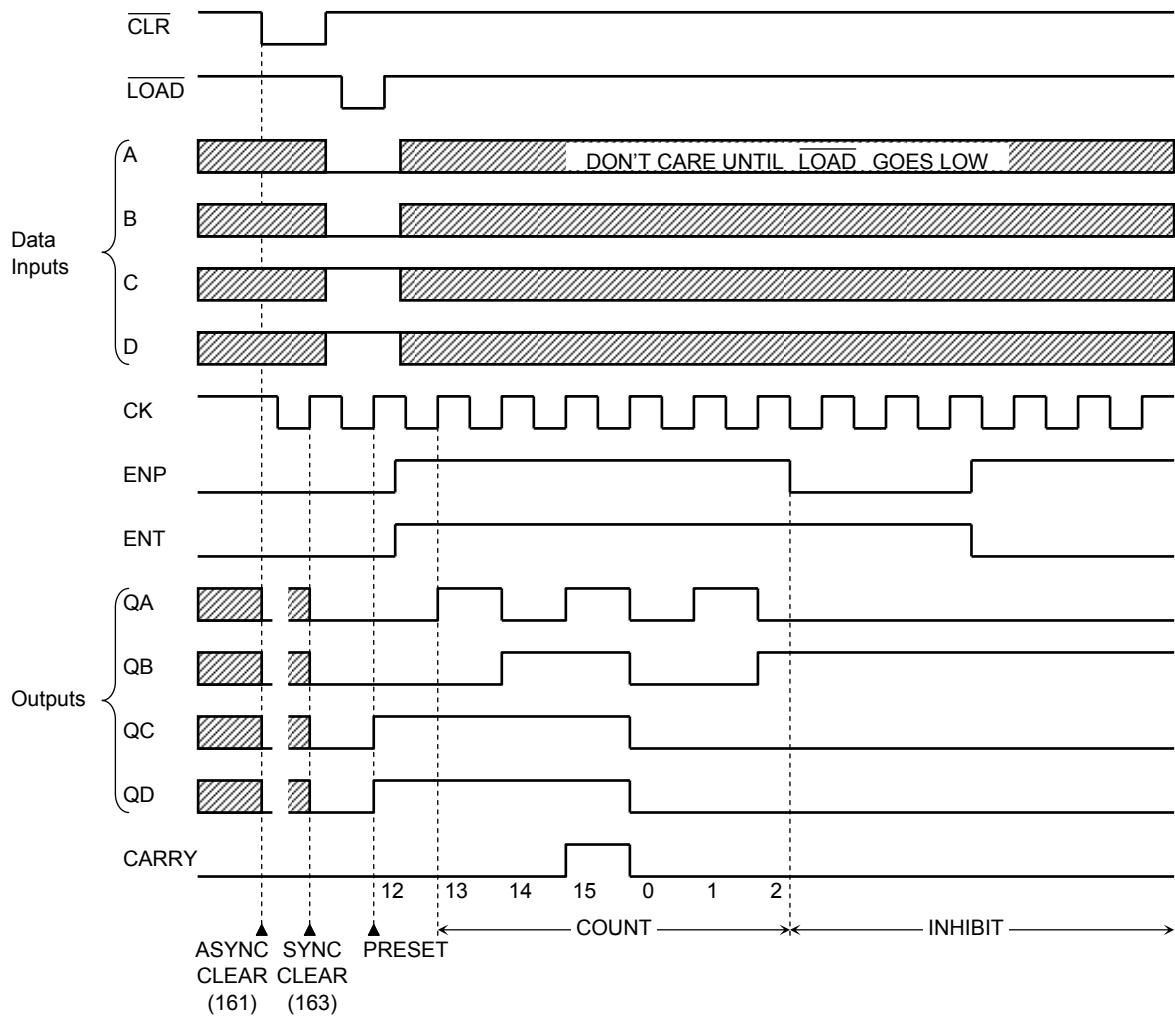 CLR
LOAD
A
DON'T CARE UNTIL LOAD GOES LOW
B
Data
Inputs
C
D
CK
ENP
ENT
QA
QB
Outputs
QC
QD
CARRY
12 13 14 15 0 1 2
COUNT INHIBIT
ASYNC
CLEAR
(161)
SYNC
CLEAR
(163)
PRESET